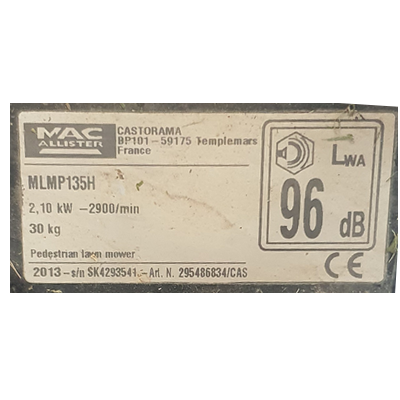 MAC
ALLISTER
CASTORAMA
BP101-59175 Templemars
France
MLMP135H
2,10 kW -2900/min
30 kg
Pedestrian lawn mower
2013 - s/n SK4293541 - Art. N. 295486834/CAS
LWA
96 dB
CE